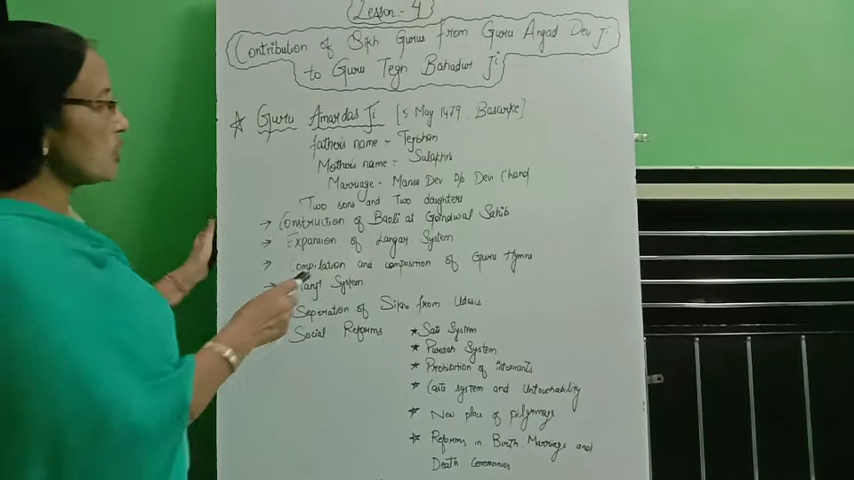 Lesson - 4
Contribution of Sikh Gurus from Guru Angad Dev Ji
to Guru Tegh Bahadur Ji
★ Guru Amardas Ji [5 May 1479, Basarke]
father's name - Tejbhan
Mother's name - Sulakhni
Marriage - Mansa Devi D/o Dev Chand
Two sons and Two daughters
→ Construction of Baoli at Goindwal Sahib
→ Expansion of Langar System
→ Compilation and composition of Guru Hymns
→ Manji System
Seperation of Sikhs from Udasis
Social Reforms
★ Sati System
★ Purdah System
★ Prohibition of intoxicants
★ Caste system and Untouchability
★ New place of pilgrimage
★ Reforms in Birth, Marriage and
Death Ceremonies